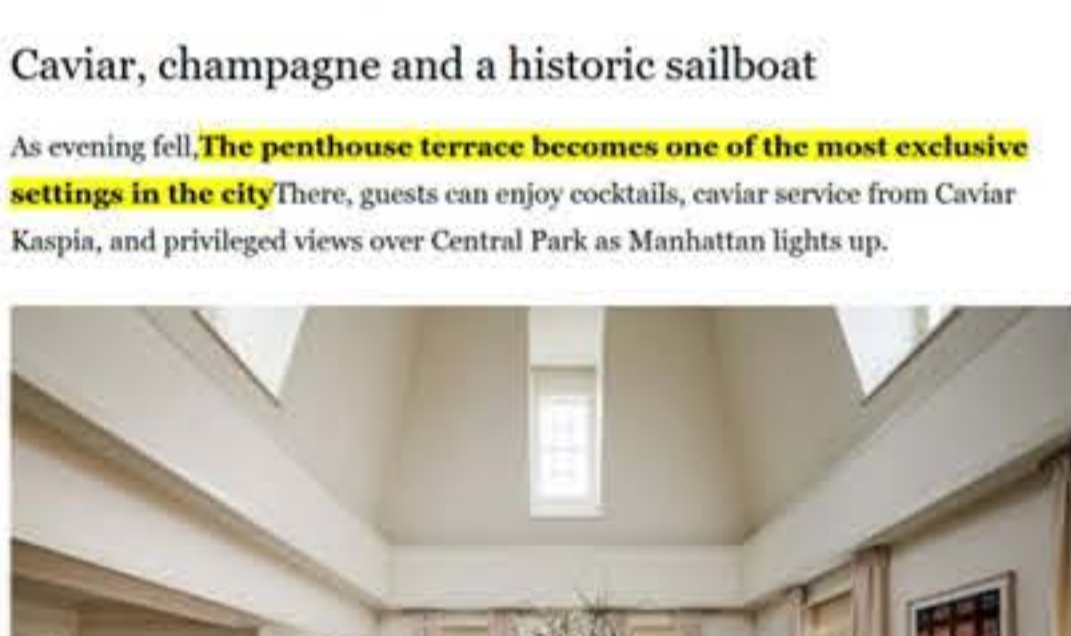 Caviar, champagne and a historic sailboat
As evening fell,The penthouse terrace becomes one of the most exclusive
settings in the cityThere, guests can enjoy cocktails, caviar service from Caviar
Kaspia, and privileged views over Central Park as Manhattan lights up.